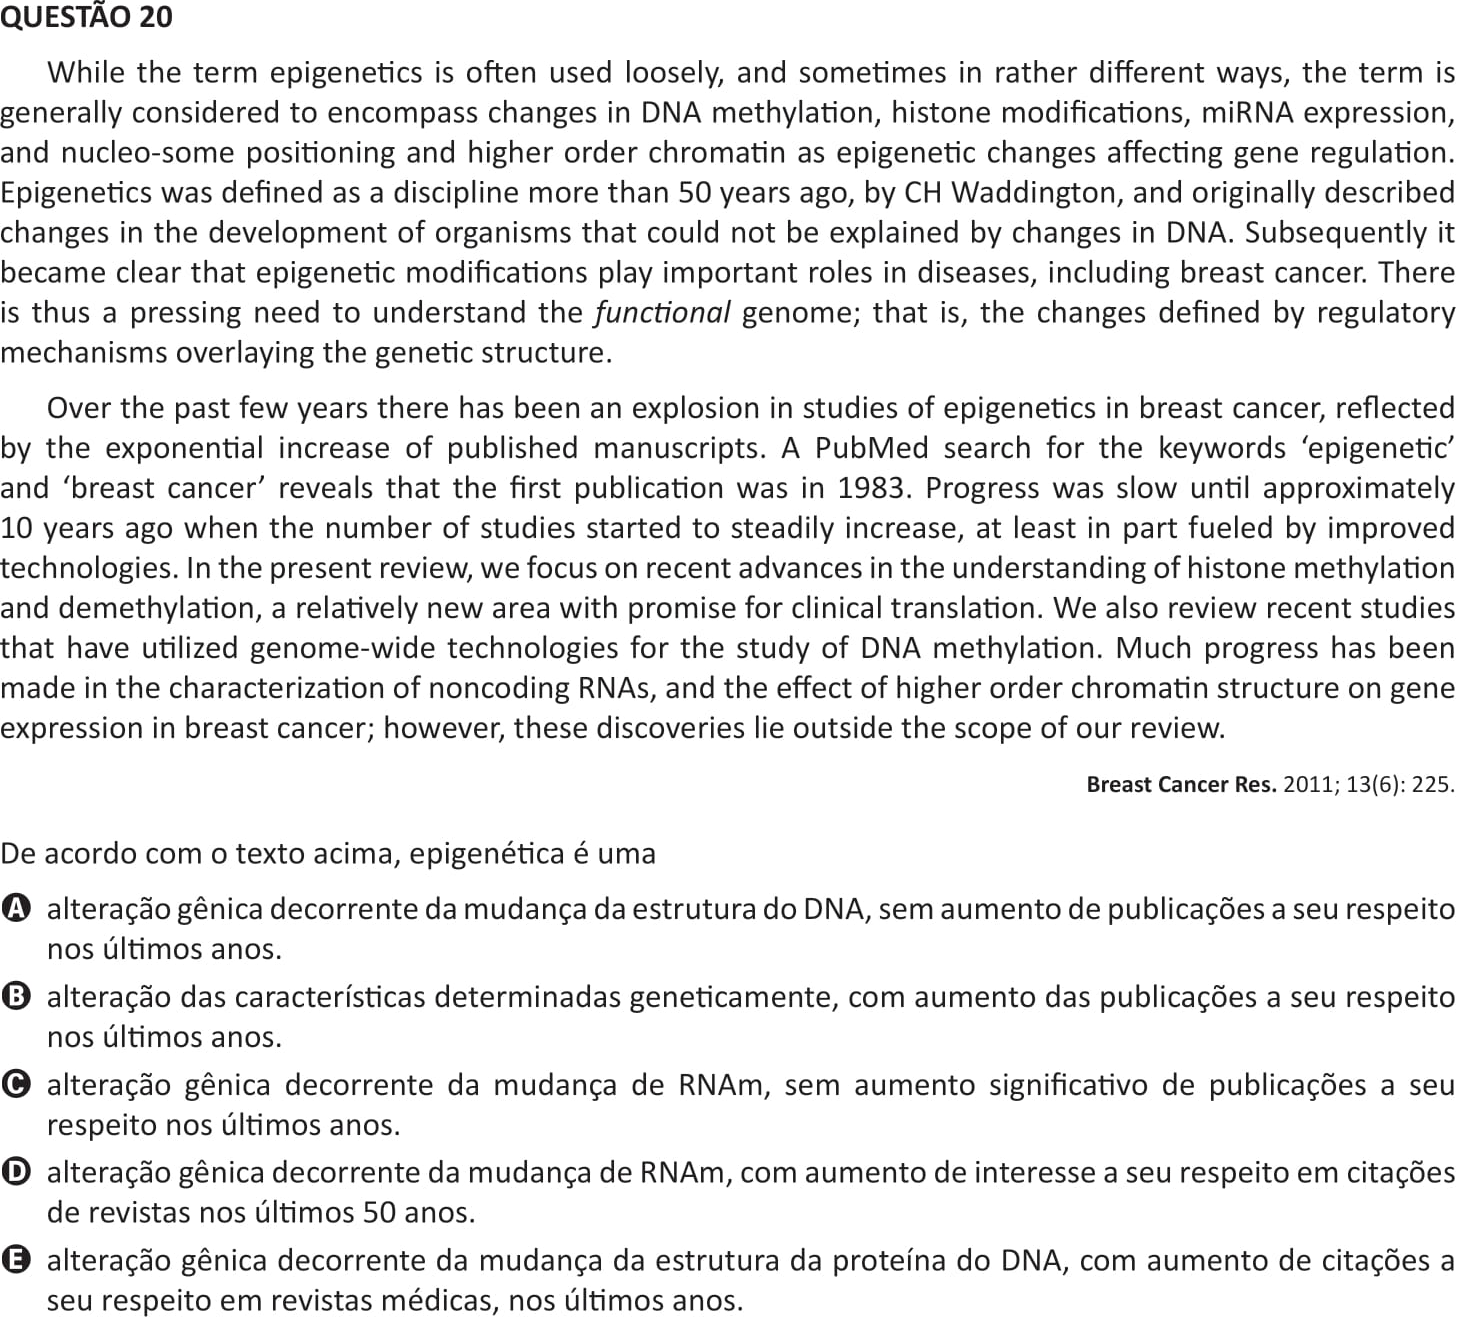 QUESTÃO 20
While the term epigenetics is often used loosely, and sometimes in rather different ways, the term is
generally considered to encompass changes in DNA methylation, histone modifications, miRNA expression,
and nucleo-some positioning and higher order chromatin as epigenetic changes affecting gene regulation.
Epigenetics was defined as a discipline more than 50 years ago, by CH Waddington, and originally described
changes in the development of organisms that could not be explained by changes in DNA. Subsequently it
became clear that epigenetic modifications play important roles in diseases, including breast cancer. There
is thus a pressing need to understand the functional genome; that is, the changes defined by regulatory
mechanisms overlaying the genetic structure.
Over the past few years there has been an explosion in studies of epigenetics in breast cancer, reflected
by the exponential increase of published manuscripts. A PubMed search for the keywords ‘epigenetic’
and ‘breast cancer’ reveals that the first publication was in 1983. Progress was slow until approximately
10 years ago when the number of studies started to steadily increase, at least in part fueled by improved
technologies. In the present review, we focus on recent advances in the understanding of histone methylation
and demethylation, a relatively new area with promise for clinical translation. We also review recent studies
that have utilized genome-wide technologies for the study of DNA methylation. Much progress has been
made in the characterization of noncoding RNAs, and the effect of higher order chromatin structure on gene
expression in breast cancer; however, these discoveries lie outside the scope of our review.
Breast Cancer Res. 2011; 13(6): 225.
De acordo com o texto acima, epigenética é uma
A alteração gênica decorrente da mudança da estrutura do DNA, sem aumento de publicações a seu respeito
nos últimos anos.
B alteração das características determinadas geneticamente, com aumento das publicações a seu respeito
nos últimos anos.
C alteração gênica decorrente da mudança de RNAm, sem aumento significativo de publicações a seu
respeito nos últimos anos.
D alteração gênica decorrente da mudança de RNAm, com aumento de interesse a seu respeito em citações
de revistas nos últimos 50 anos.
E alteração gênica decorrente da mudança da estrutura da proteína do DNA, com aumento de citações a
seu respeito em revistas médicas, nos últimos anos.